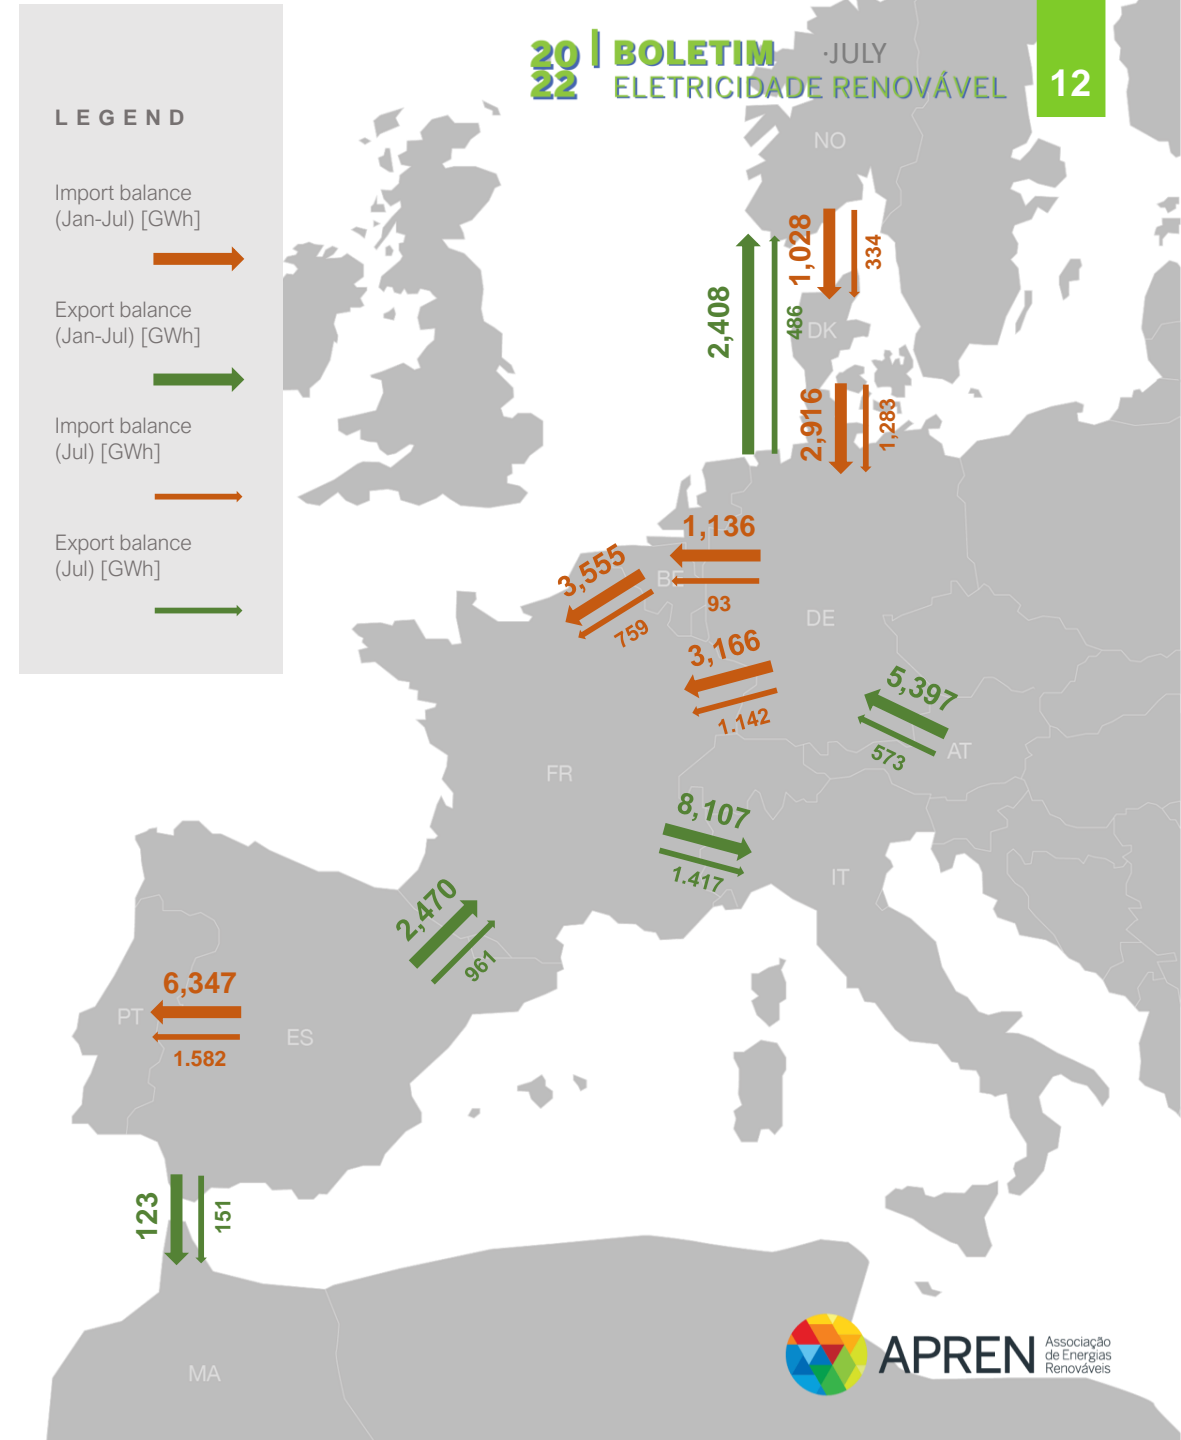 20
22
BOLETIM ·JULY
ELETRICIDADE RENOVÁVEL
12
LEGEND
Import balance
(Jan-Jul) [GWh]
Export balance
(Jan-Jul) [GWh]
Import balance
(Jul) [GWh]
Export balance
(Jul) [GWh]
NO
1,028
334
2,408
486
DK
2,916
1,283
1,136
3,555
BE
93
759
DE
3,166
1.142
5,397
573
AT
FR
8,107
1.417
IT
2,470
961
6,347
PT
ES
1.582
123
151
MA
APREN
Associação
de Energias
Renováveis